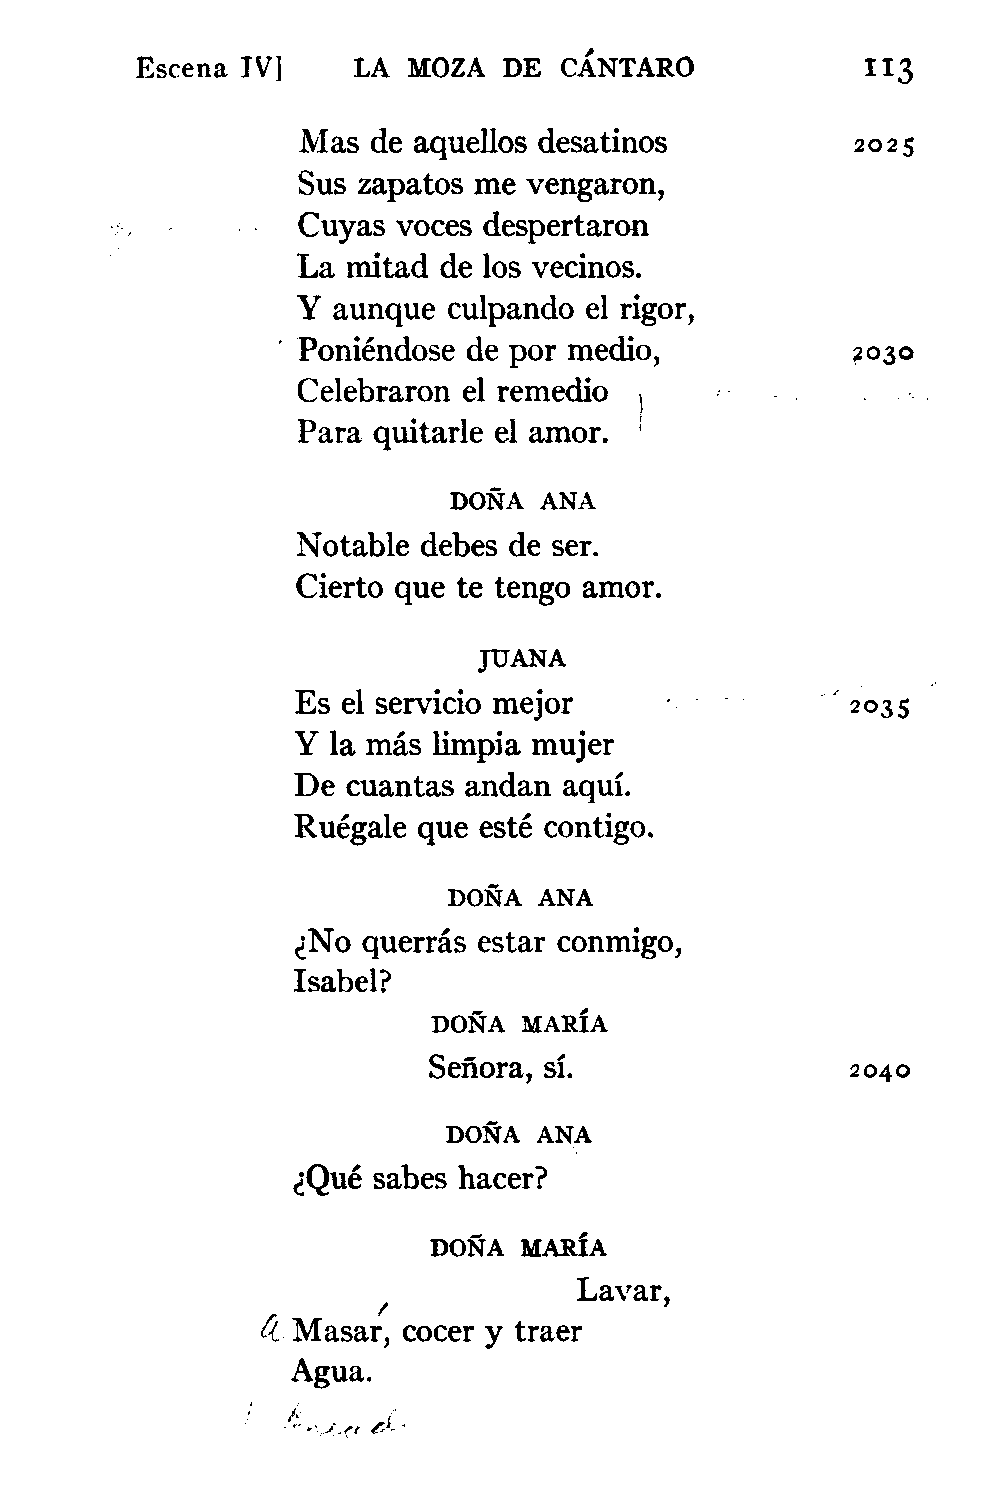 Escena IV] LA MOZA DE CÁNTARO 113
Mas de aquellos desatinos 2025
Sus zapatos me vengaron,
Cuyas voces despertaron
La mitad de los vecinos.
Y aunque culpando el rigor,
Poniéndose de por medio, 2030
Celebraron el remedio
Para quitarle el amor.
DOÑA ANA
Notable debes de ser.
Cierto que te tengo amor.
JUANA
Es el servicio mejor 2035
Y la más limpia mujer
De cuantas andan aquí.
Ruégale que esté contigo.
DOÑA ANA
¿No querrás estar conmigo,
Isabel?
DOÑA MARÍA
Señora, sí. 2040
DOÑA ANA
¿Qué sabes hacer?
DOÑA MARÍA
Lavar,
a Masar, cocer y traer
Agua.